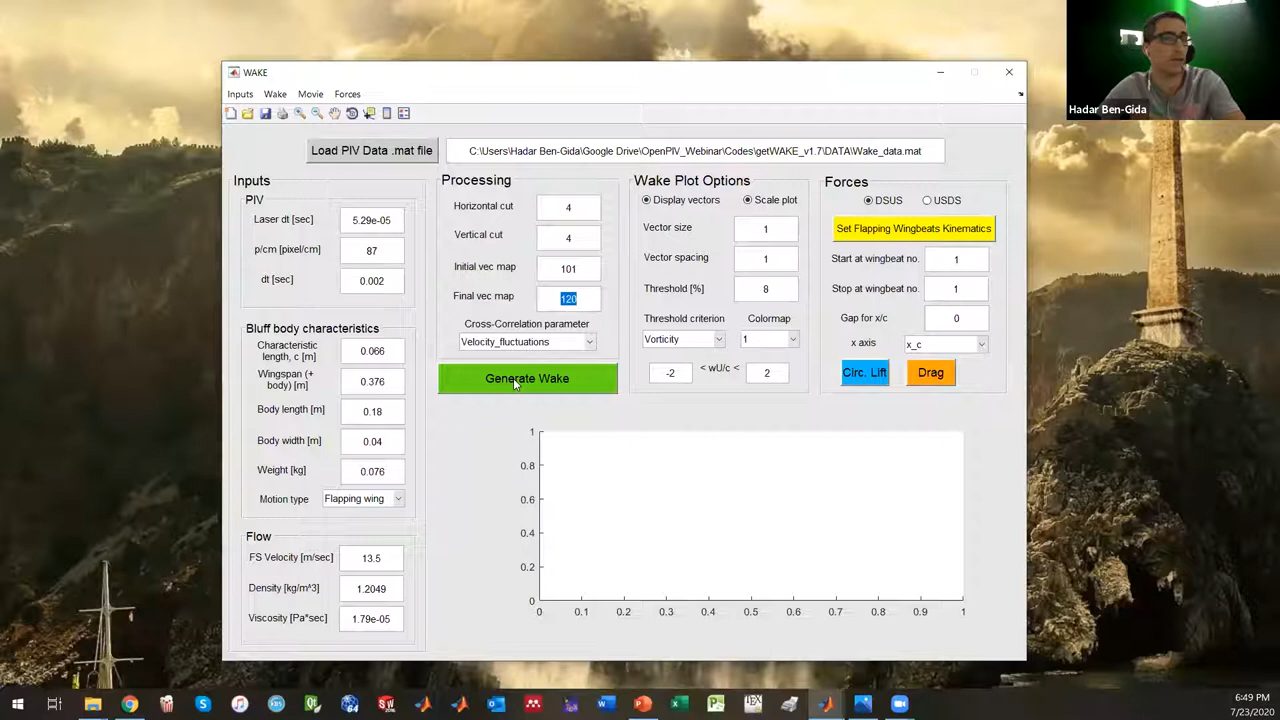 Hadar Ben-Gida
WAKE
Inputs Wake Movie Forces
Load PIV Data .mat file C:\Users\Hadar Ben-Gida\Google Drive\OpenPIV_Webinar\Codes\getWAKE_v1.7\DATA\Wake_data.mat
Inputs
PIV
Laser dt [sec] 5.29e-05
p/cm [pixel/cm] 87
dt [sec] 0.002
Bluff body characteristics
Characteristic
length, c [m] 0.066
Wingspan (+
body) [m] 0.376
Body length [m] 0.18
Body width [m] 0.04
Weight [kg] 0.076
Motion type Flapping wing
Flow
FS Velocity [m/sec] 13.5
Density [kg/m^3] 1.2049
Viscosity [Pa*sec] 1.79e-05
Processing
Horizontal cut 4
Vertical cut 4
Initial vec map 101
Final vec map 120
Cross-Correlation parameter
Velocity_fluctuations
Generate Wake
Wake Plot Options
Display vectors Scale plot
Vector size 1
Vector spacing 1
Threshold [%] 8
Threshold criterion Colormap
Vorticity 1
-2 < wU/c < 2
Forces
DSUS USDS
Set Flapping Wingbeats Kinematics
Start at wingbeat no. 1
Stop at wingbeat no. 1
Gap for x/c 0
x axis x_c
Circ. Lift Drag
1
0.8
0.6
0.4
0.2
0
0 0.1 0.2 0.3 0.4 0.5 0.6 0.7 0.8 0.9 1
6:49 PM
7/23/2020